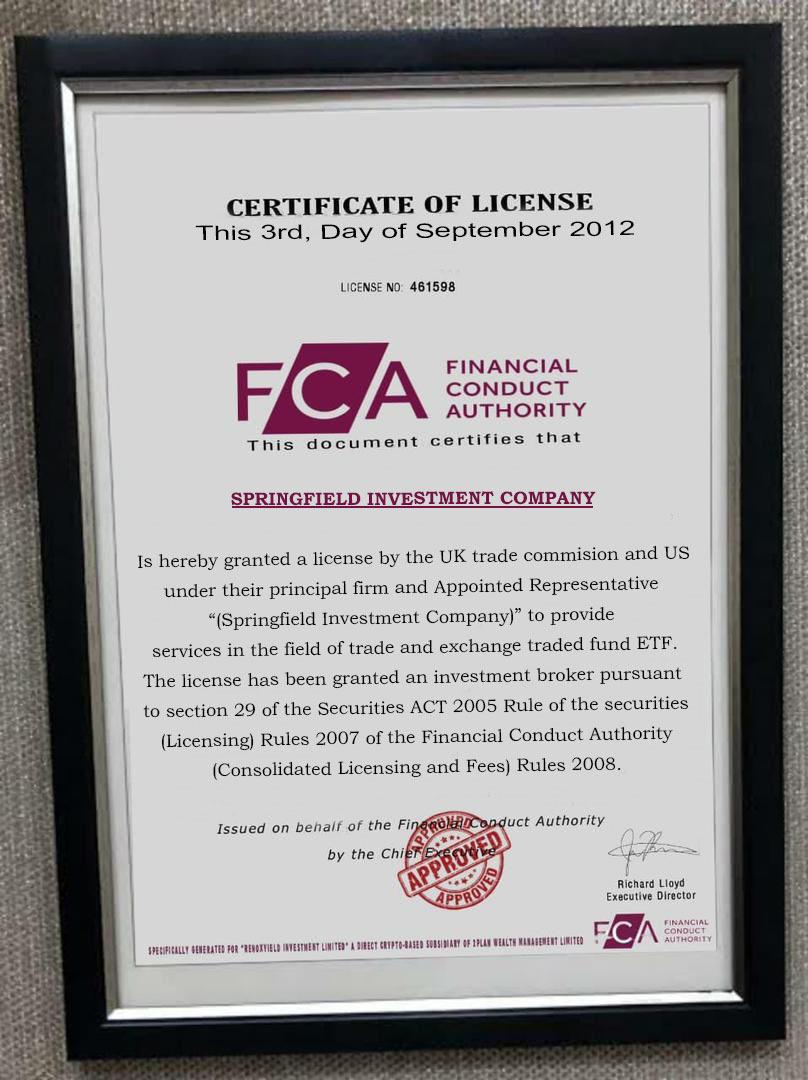 CERTIFICATE OF LICENSE
This 3rd, Day of September 2012
LICENSE NO: 461598
FCA FINANCIAL
CONDUCT
AUTHORITY
This document certifies that
SPRINGFIELD INVESTMENT COMPANY
Is hereby granted a license by the UK trade commision and US
under their principal firm and Appointed Representative
“(Springfield Investment Company)” to provide
services in the field of trade and exchange traded fund ETF.
The license has been granted an investment broker pursuant
to section 29 of the Securities ACT 2005 Rule of the securities
(Licensing) Rules 2007 of the Financial Conduct Authority
(Consolidated Licensing and Fees) Rules 2008.
Issued on behalf of the Financial Conduct Authority
by the Chief Executive
APPROVED
APPROVED
APPROVED
Richard Lloyd
Executive Director
FCA FINANCIAL
CONDUCT
AUTHORITY
SPECIFICALLY GENERATED FOR "RENOXYIELD INVESTMENT LIMITED" A DIRECT CRYPTO-BASED SUBSIDIARY OF 2PLAN WEALTH MANAGEMENT LIMITED